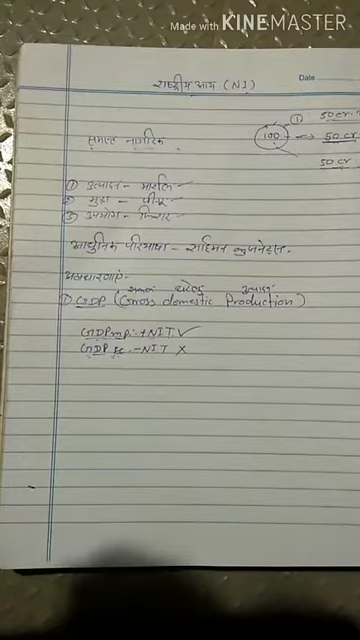 Made with KINEMASTER
राष्ट्रीय आय (NI)
Date
① 50 cr.
100 → 50 cr
50 cr
समस्त नागरिक
① उत्पादन - मार्शल
② मुद्रा - पीगू
③ उपभोग - फिशर
आधुनिक परिभाषा - साइमन कुजनेट्स.
अवधारणाएं-
सकल घरेलू उत्पाद
① GDP (Gross domestic Production)
GDPmp. +NIT ✓
GDP fc. -NIT X